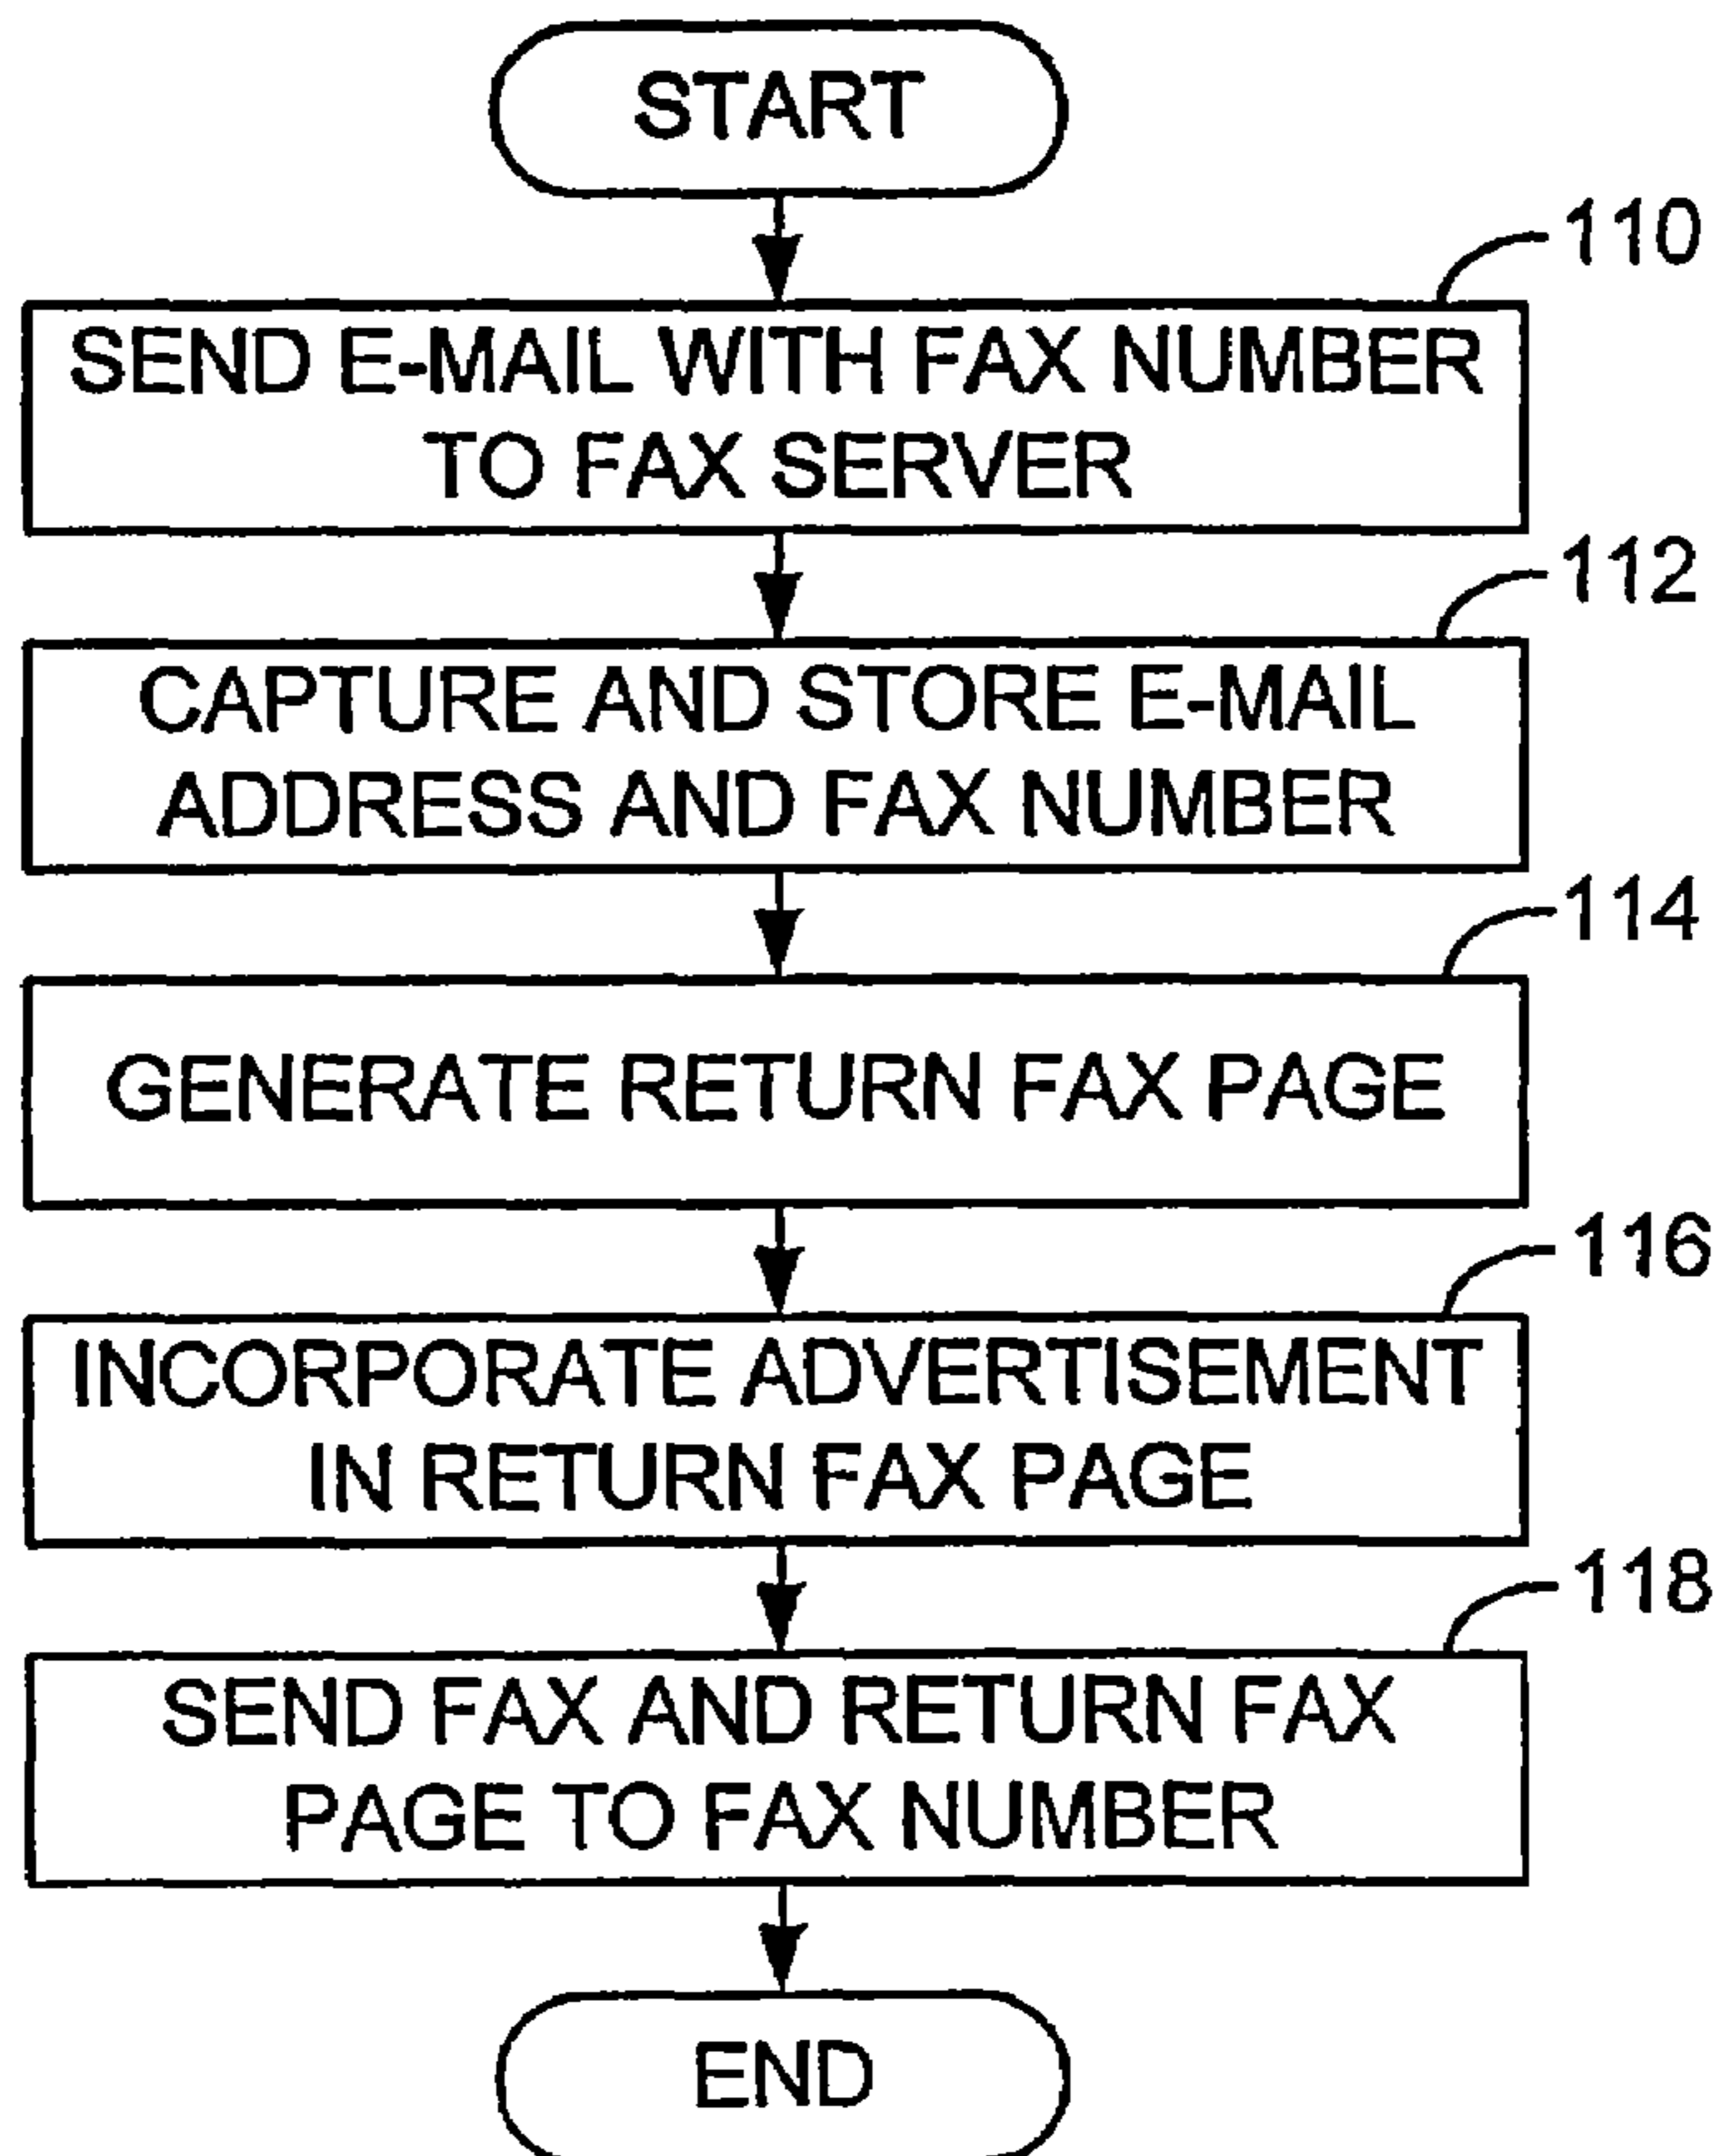 START
110
SEND E-MAIL WITH FAX NUMBER
TO FAX SERVER
112
CAPTURE AND STORE E-MAIL
ADDRESS AND FAX NUMBER
114
GENERATE RETURN FAX PAGE
116
INCORPORATE ADVERTISEMENT
IN RETURN FAX PAGE
118
SEND FAX AND RETURN FAX
PAGE TO FAX NUMBER
END